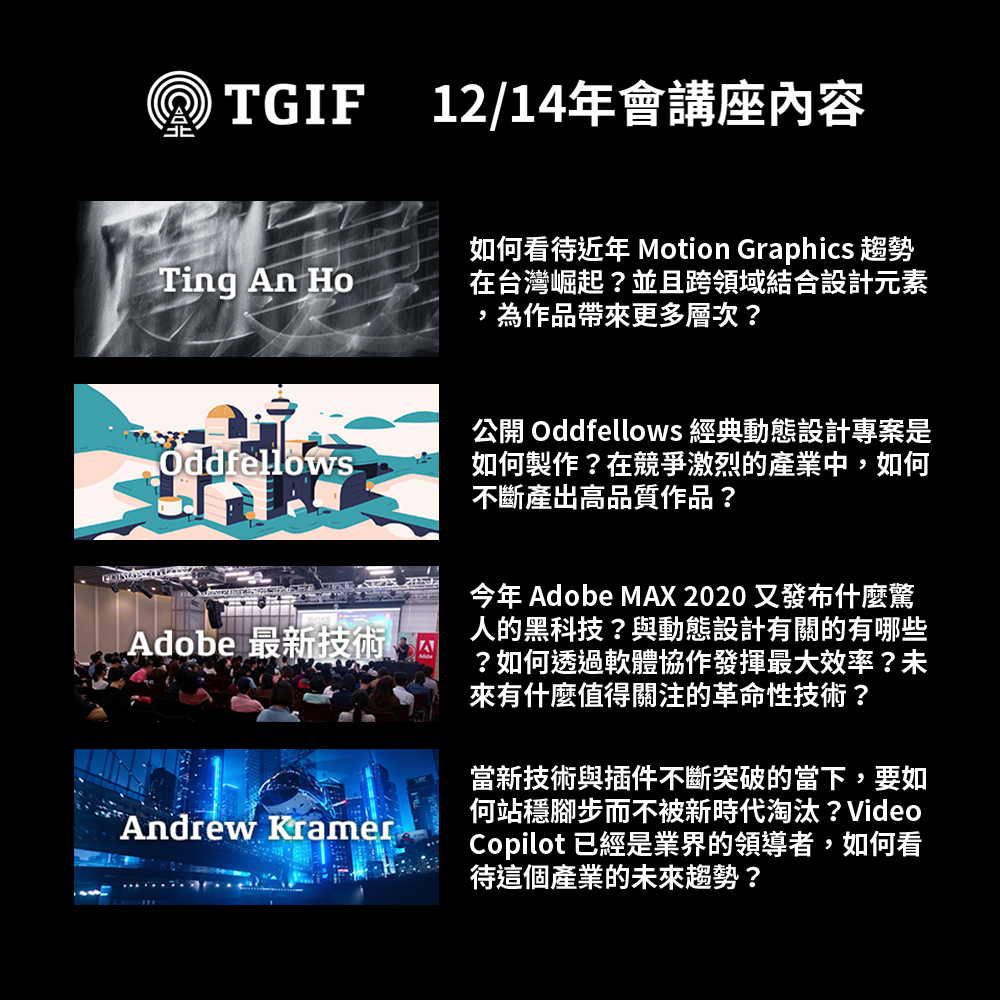 TGIF 12/14年會講座內容
Ting An Ho
如何看待近年 Motion Graphics 趨勢
在台灣崛起？並且跨領域結合設計元素
，為作品帶來更多層次？
Oddfellows
公開 Oddfellows 經典動態設計專案是
如何製作？在競爭激烈的產業中，如何
不斷產出高品質作品？
Adobe 最新技術
Adobe
今年 Adobe MAX 2020 又發布什麼驚
人的黑科技？與動態設計有關的有哪些
？如何透過軟體協作發揮最大效率？未
來有什麼值得關注的革命性技術？
Andrew Kramer
當新技術與插件不斷突破的當下，要如
何站穩腳步而不被新時代淘汰？Video
Copilot 已經是業界的領導者，如何看
待這個產業的未來趨勢？